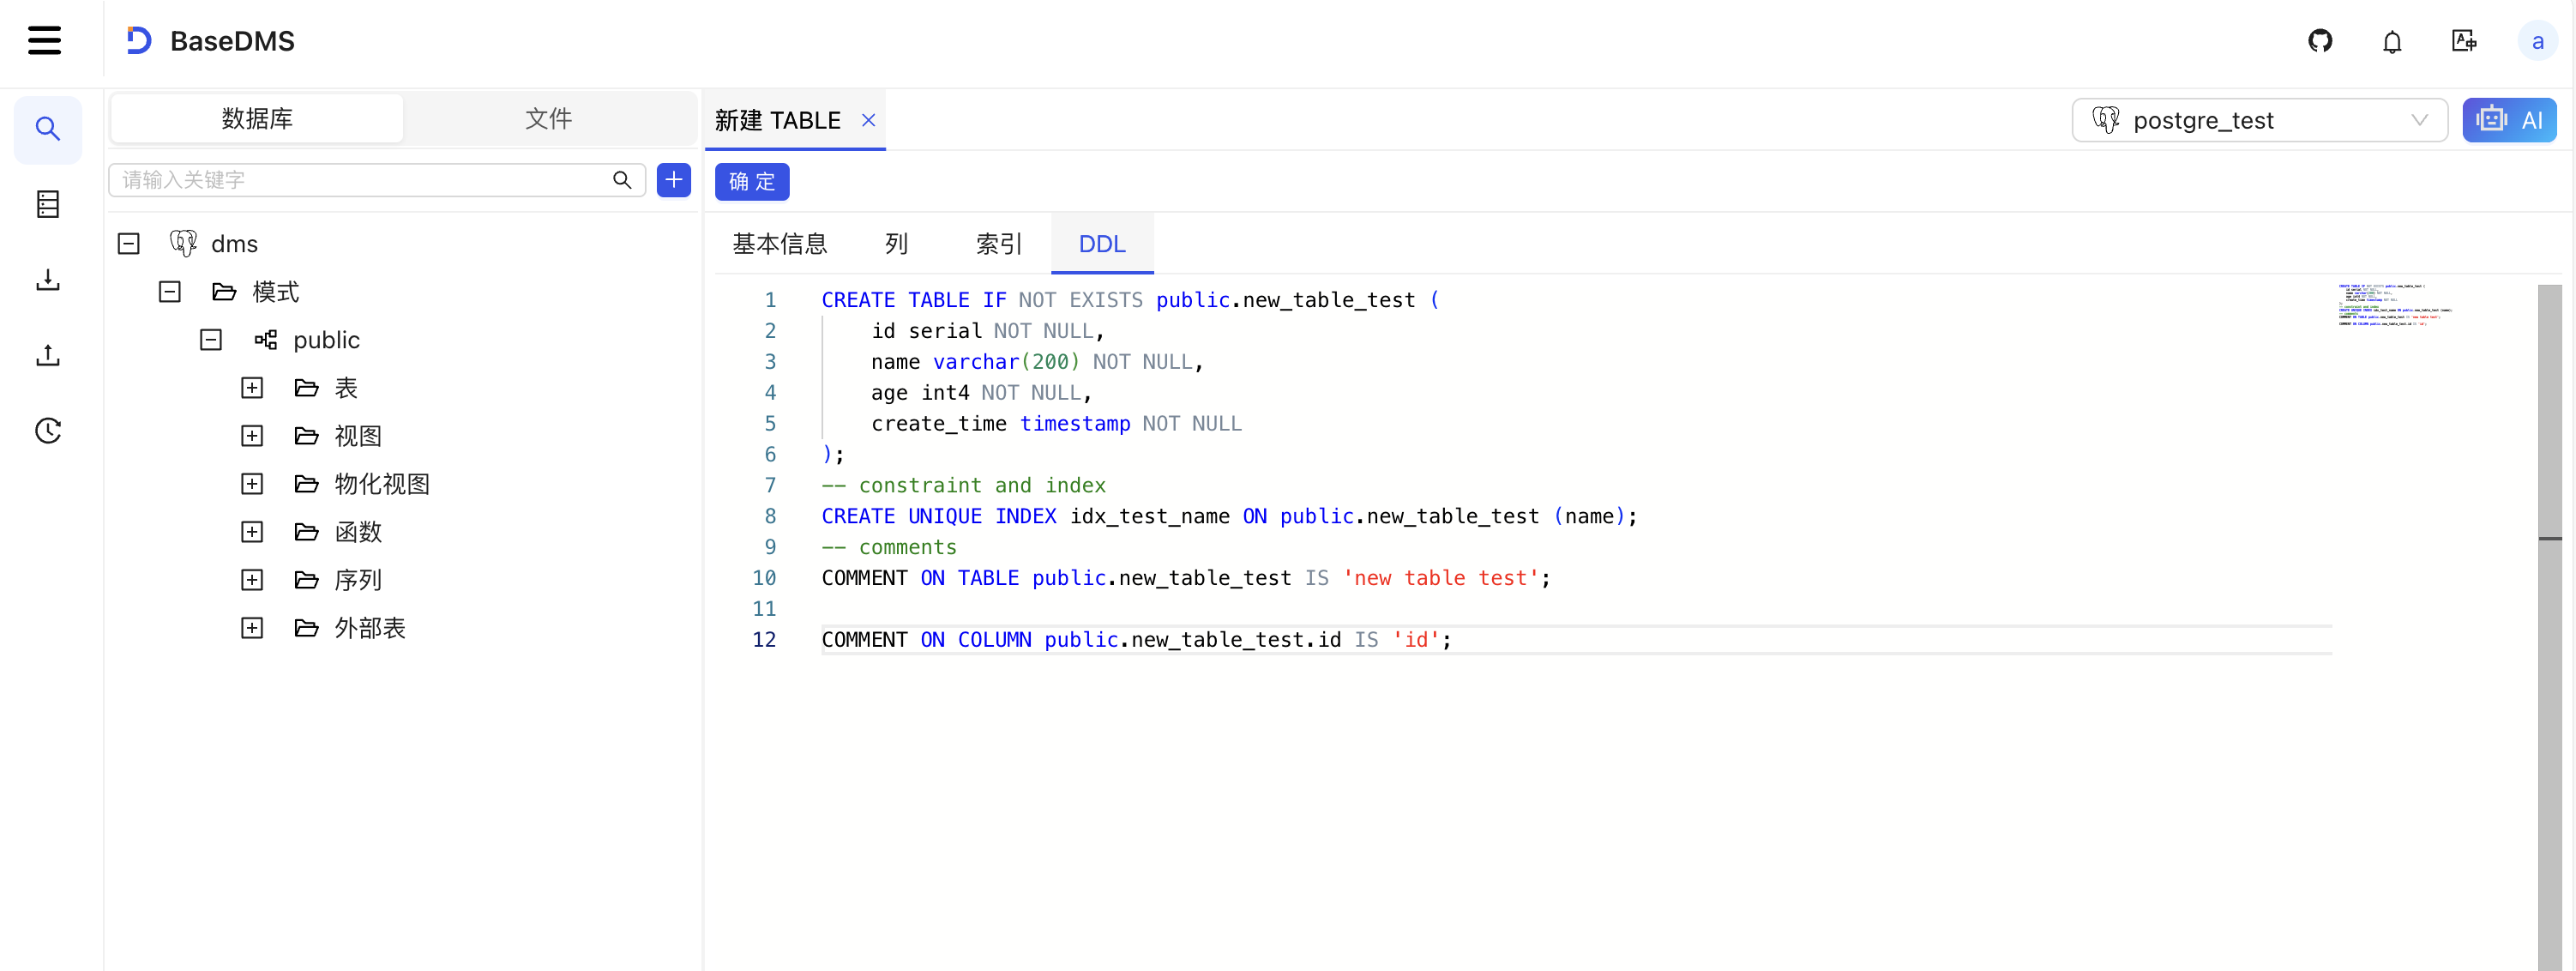 BaseDMS
a
数据库
文件
新建 TABLE
postgre_test
AI
请输入关键字
确 定
dms
模式
public
表
视图
物化视图
函数
序列
外部表
基本信息
列
索引
DDL
1 CREATE TABLE IF NOT EXISTS public.new_table_test (
2 id serial NOT NULL,
3 name varchar(200) NOT NULL,
4 age int4 NOT NULL,
5 create_time timestamp NOT NULL
6 );
7 -- constraint and index
8 CREATE UNIQUE INDEX idx_test_name ON public.new_table_test (name);
9 -- comments
10 COMMENT ON TABLE public.new_table_test IS 'new table test';
11
12 COMMENT ON COLUMN public.new_table_test.id IS 'id';